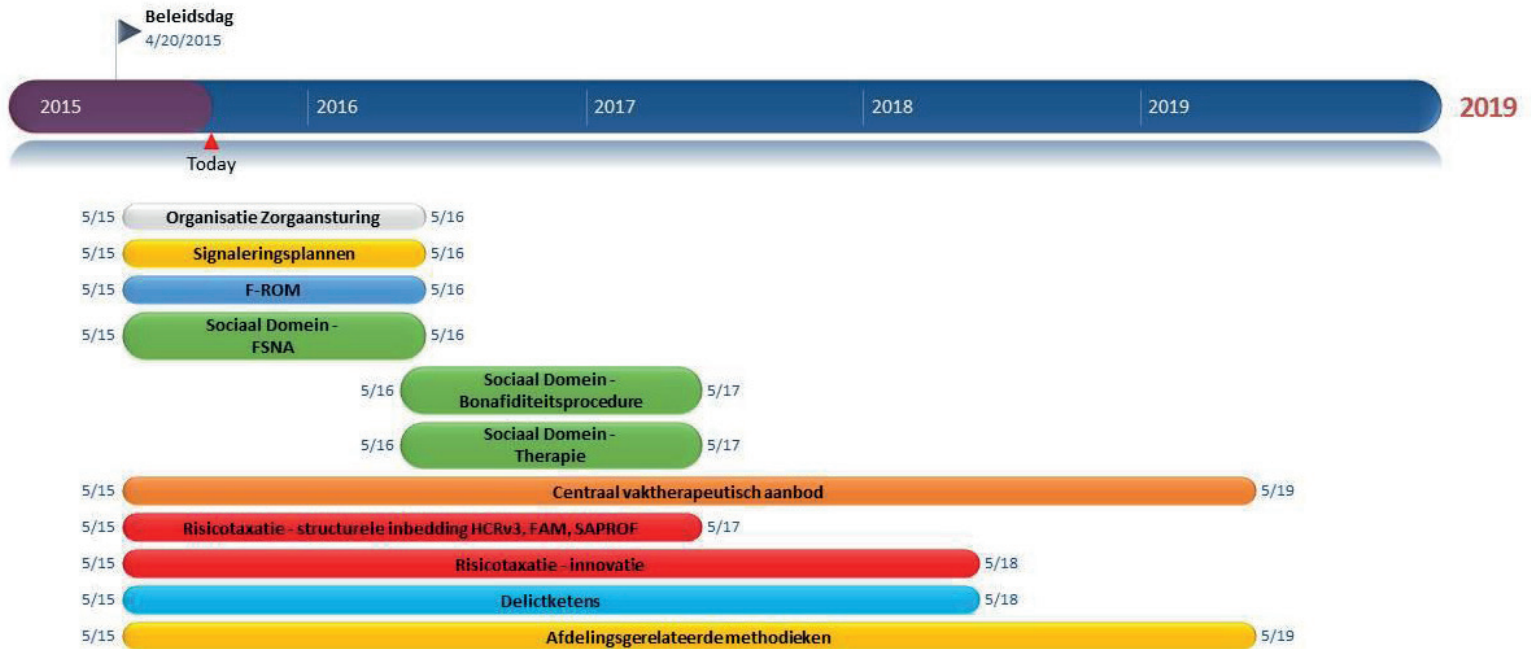 Beleidsdag
4/20/2015
2015 2016 2017 2018 2019 2019
Today
5/15 Organisatie Zorgaansturing 5/16
5/15 Signaleringsplannen 5/16
5/15 F-ROM 5/16
5/15 Sociaal Domein - 5/16
FSNA
5/16 Sociaal Domein - 5/17
Bonafiditeitsprocedure
5/16 Sociaal Domein - 5/17
Therapie
5/15 Centraal vaktherapeutisch aanbod 5/19
5/15 Risicotaxatie - structurele inbedding HCRv3, FAM, SAPROF 5/17
5/15 Risicotaxatie - innovatie 5/18
5/15 Delictketens 5/18
5/15 Afdelingsgerelateerde methodieken 5/19